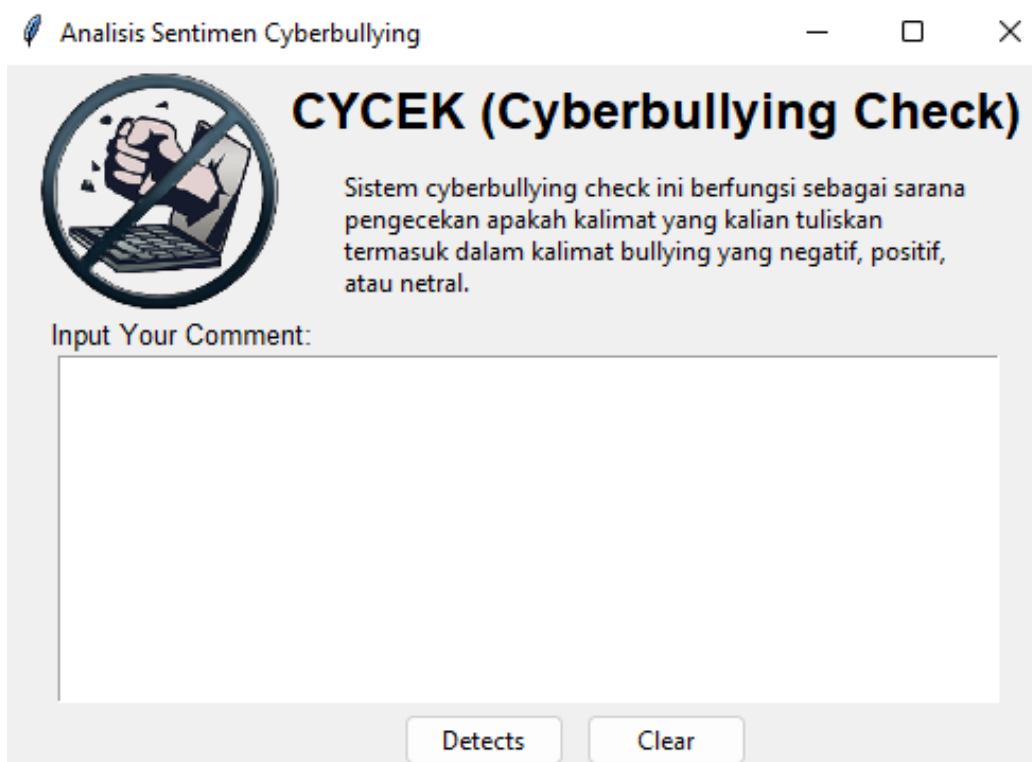 Analisis Sentimen Cyberbullying
CYCEK (Cyberbullying Check)
Sistem cyberbullying check ini berfungsi sebagai sarana
pengecekan apakah kalimat yang kalian tuliskan
termasuk dalam kalimat bullying yang negatif, positif,
atau netral.
Input Your Comment:
Detects
Clear